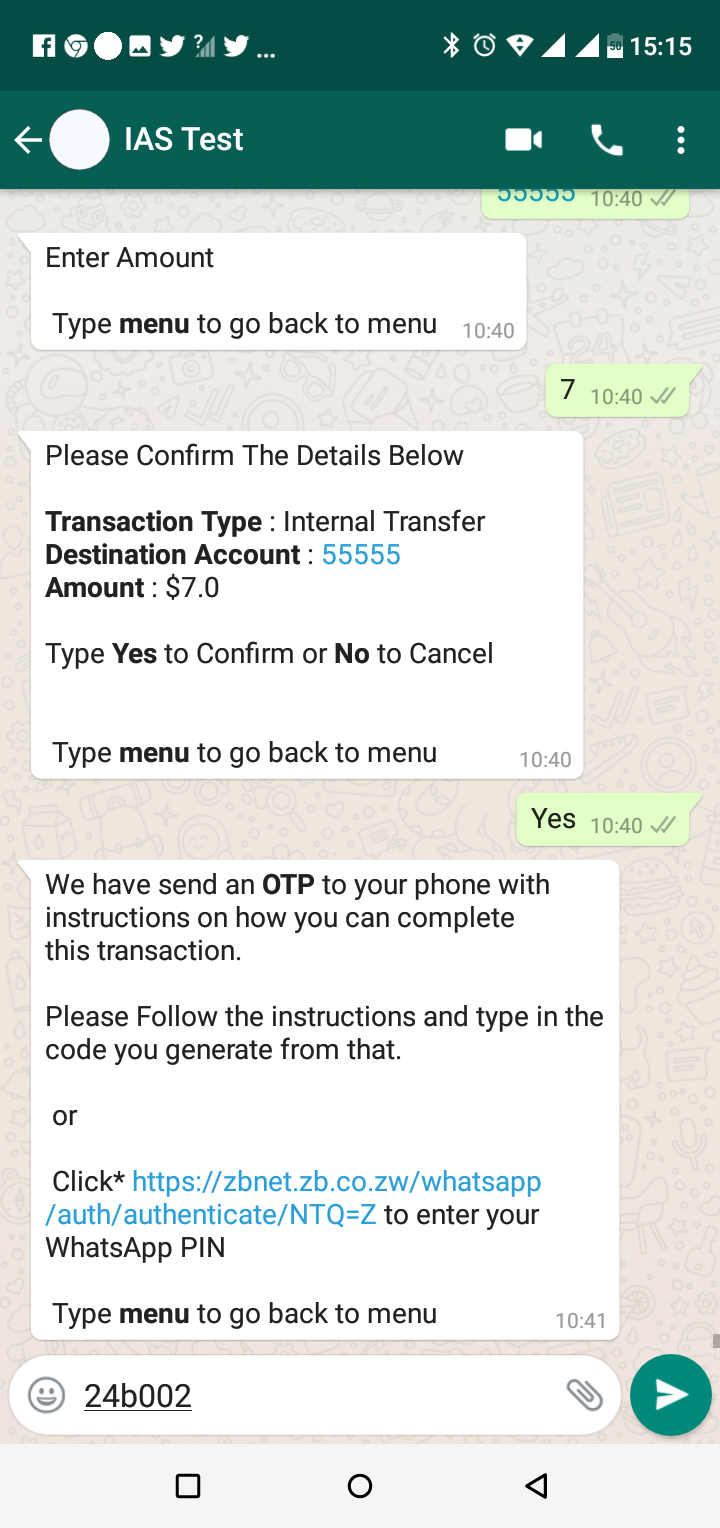 50 15:15
IAS Test
55555 10:40
Enter Amount
Type menu to go back to menu 10:40
7 10:40
Please Confirm The Details Below
Transaction Type : Internal Transfer
Destination Account : 55555
Amount : $7.0
Type Yes to Confirm or No to Cancel
Type menu to go back to menu 10:40
Yes 10:40
We have send an OTP to your phone with
instructions on how you can complete
this transaction.
Please Follow the instructions and type in the
code you generate from that.
or
Click* https://zbnet.zb.co.zw/whatsapp
/auth/authenticate/NTQ=Z to enter your
WhatsApp PIN
Type menu to go back to menu 10:41
24b002